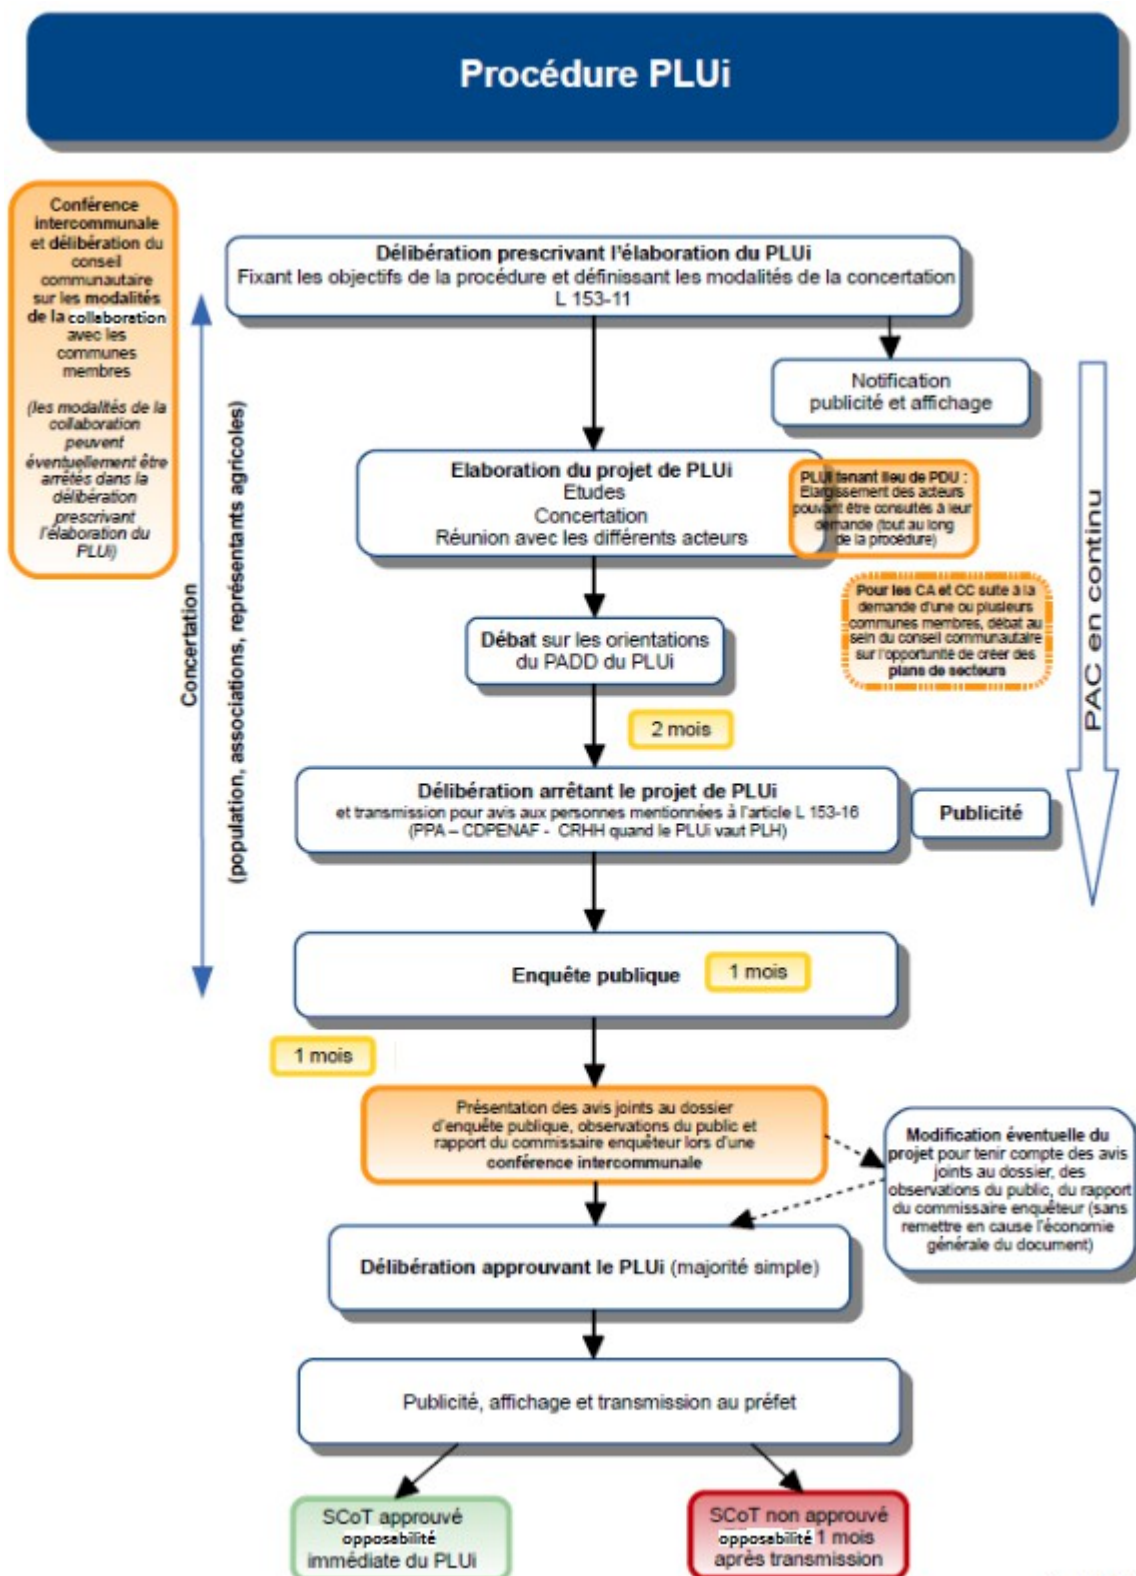 Procédure PLUi
Conférence
intercommunale
et délibération du
conseil
communautaire
sur les modalités
de la collaboration
avec les
communes
membres
(les modalités de la
collaboration
peuvent
éventuellement être
arrêtés dans la
délibération
prescrivant
l'élaboration du
PLUi)
Délibération prescrivant l'élaboration du PLUi
Fixant les objectifs de la procédure et définissant les modalités de la concertation
L 153-11
Notification
publicité et affichage
Concertation
(population, associations, représentants agricoles)
PAC en continu
Elaboration du projet de PLUi
Etudes
Concertation
Réunion avec les différents acteurs
PLUi tenant lieu de PDU :
Elargissement des acteurs
pouvant être consultés à leur
demande (tout au long
de la procédure)
Pour les CA et CC suite à la
demande d'une ou plusieurs
communes membres, débat au
sein du conseil communautaire
sur l'opportunité de créer des
plans de secteurs
Débat sur les orientations
du PADD du PLUi
2 mois
Délibération arrêtant le projet de PLUi
et transmission pour avis aux personnes mentionnées à l'article L 153-16
(PPA – CDPENAF - CRHH quand le PLUi vaut PLH)
Publicité
Enquête publique
1 mois
1 mois
Présentation des avis joints au dossier
d'enquête publique, observations du public et
rapport du commissaire enquêteur lors d'une
conférence intercommunale
Modification éventuelle du
projet pour tenir compte des avis
joints au dossier, des
observations du public, du rapport
du commissaire enquêteur (sans
remettre en cause l'économie
générale du document)
Délibération approuvant le PLUi (majorité simple)
Publicité, affichage et transmission au préfet
SCoT approuvé
opposabilité
immédiate du PLUi
SCoT non approuvé
opposabilité 1 mois
après transmission